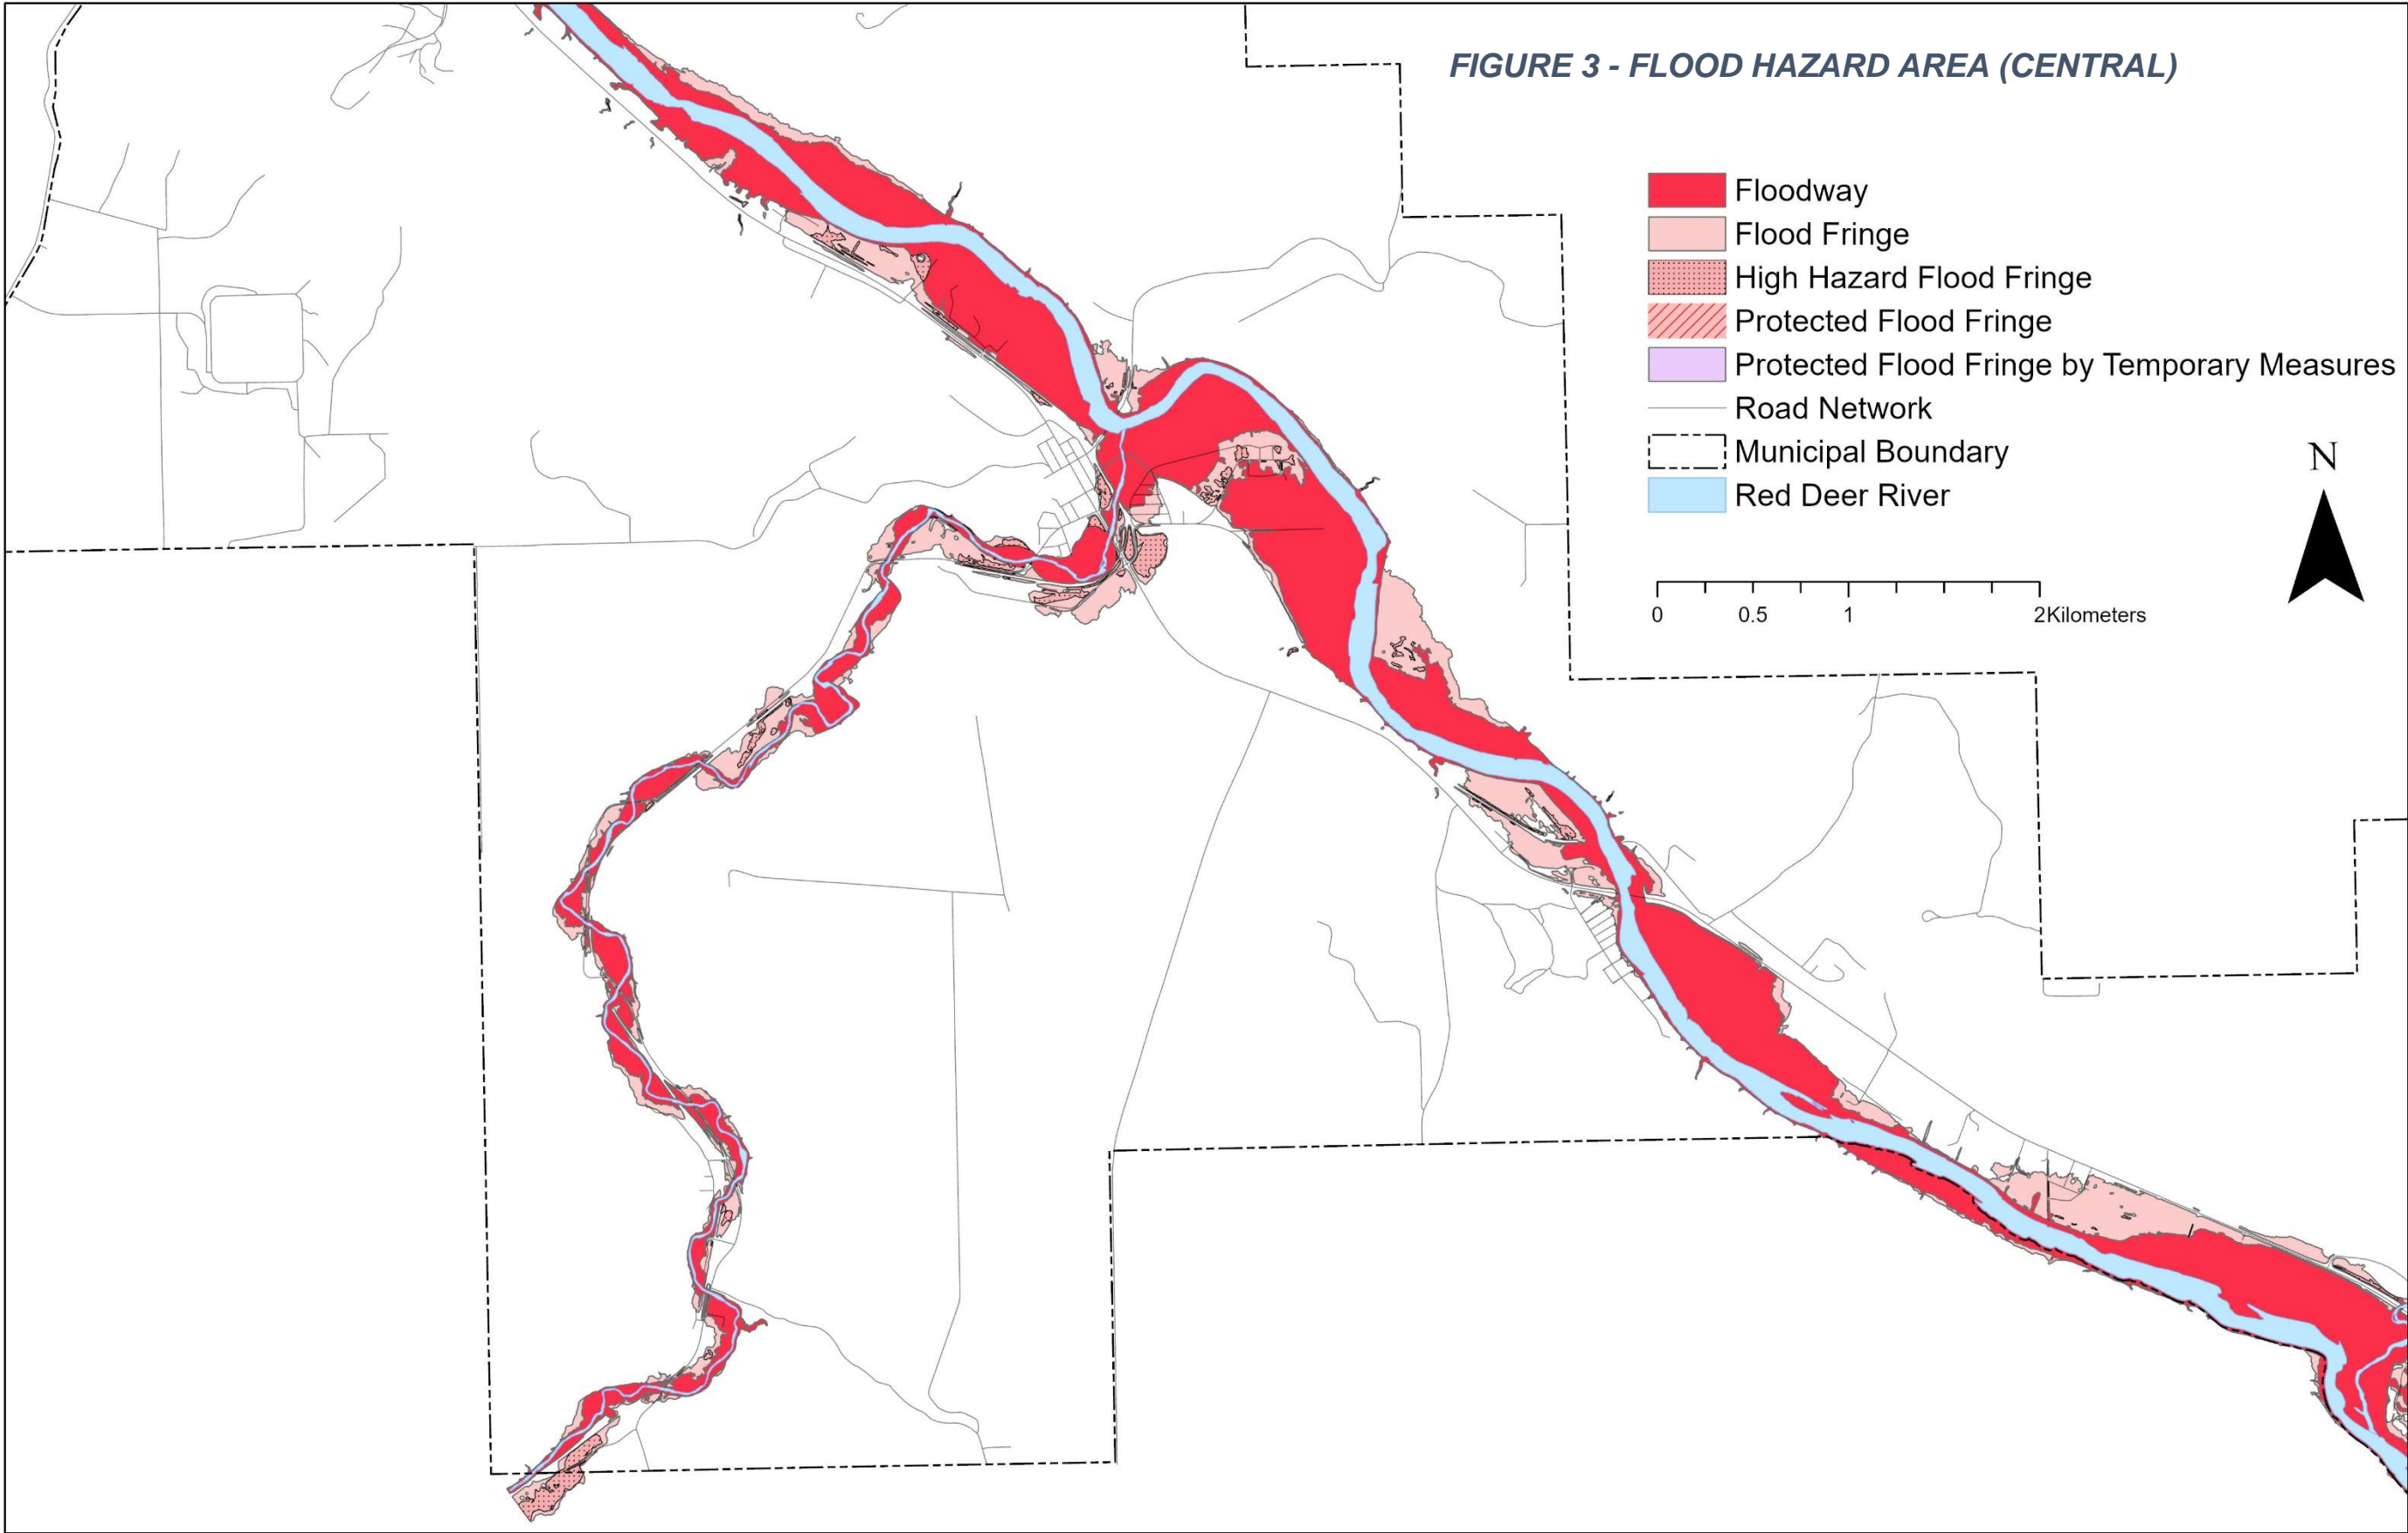 FIGURE 3 - FLOOD HAZARD AREA (CENTRAL)
Floodway
Flood Fringe
High Hazard Flood Fringe
Protected Flood Fringe
Protected Flood Fringe by Temporary Measures
Road Network
Municipal Boundary
Red Deer River
N
0 0.5 1 2Kilometers